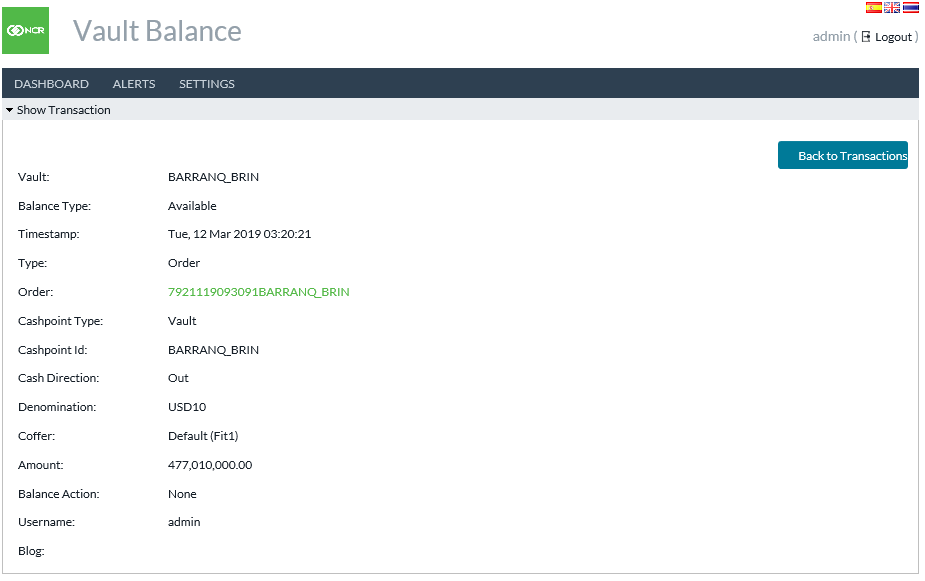 NCR
Vault Balance
admin ( Logout )
DASHBOARD ALERTS SETTINGS
Show Transaction
Back to Transactions
Vault: BARRANQ_BRIN
Balance Type: Available
Timestamp: Tue, 12 Mar 2019 03:20:21
Type: Order
Order: 7921119093091BARRANQ_BRIN
Cashpoint Type: Vault
Cashpoint Id: BARRANQ_BRIN
Cash Direction: Out
Denomination: USD10
Coffer: Default (Fit1)
Amount: 477,010,000.00
Balance Action: None
Username: admin
Blog: